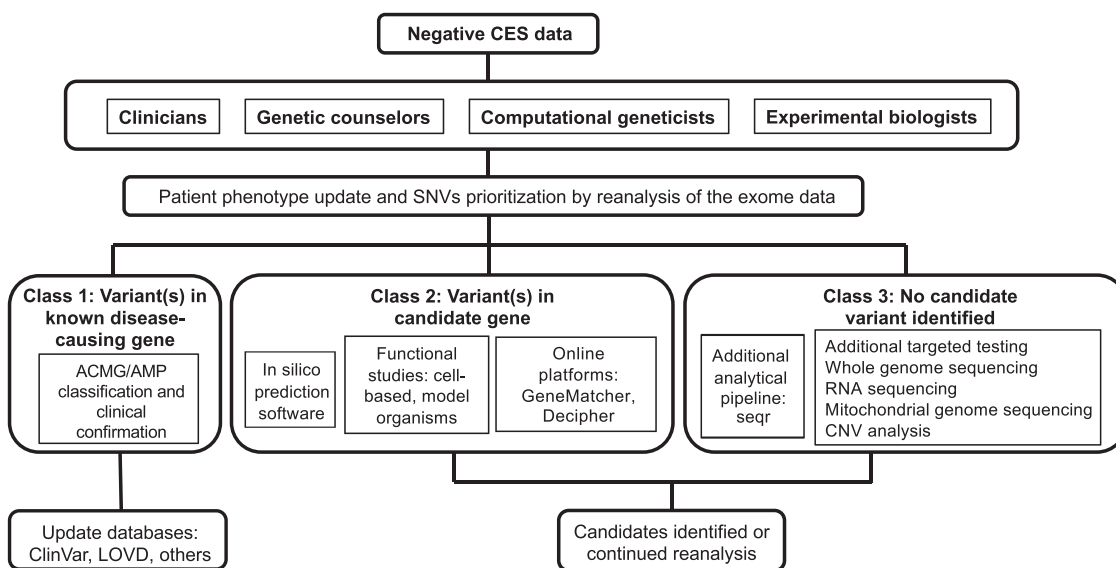 Negative CES data
Clinicians
Genetic counselors
Computational geneticists
Experimental biologists
Patient phenotype update and SNVs prioritization by reanalysis of the exome data
Class 1: Variant(s) in
known disease-
causing gene
ACMG/AMP
classification and
clinical
confirmation
Class 2: Variant(s) in
candidate gene
In silico
prediction
software
Functional
studies: cell-
based, model
organisms
Online
platforms:
GeneMatcher,
Decipher
Class 3: No candidate
variant identified
Additional
analytical
pipeline:
seqr
Additional targeted testing
Whole genome sequencing
RNA sequencing
Mitochondrial genome sequencing
CNV analysis
Update databases:
ClinVar, LOVD, others
Candidates identified or
continued reanalysis